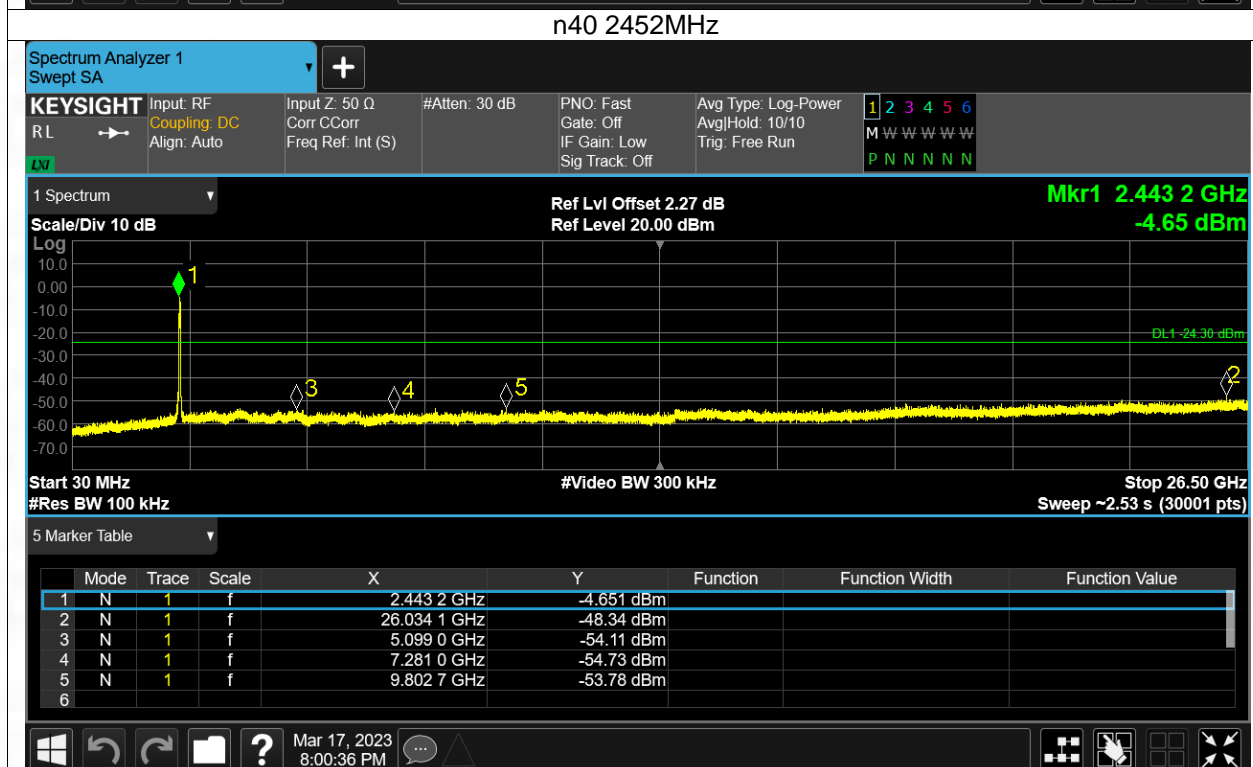 n40 2452MHz
Spectrum Analyzer 1
Swept SA
KEYSIGHT Input: RF Input Z: 50 Ω #Atten: 30 dB PNO: Fast Avg Type: Log-Power 1 2 3 4 5 6
RL Coupling: DC Corr CCorr Gate: Off Avg|Hold: 10/10 M W W W W W
Align: Auto Freq Ref: Int (S) IF Gain: Low Trig: Free Run
LXI Sig Track: Off P N N N N N
1 Spectrum Ref Lvl Offset 2.27 dB Mkr1 2.443 2 GHz
Scale/Div 10 dB Ref Level 20.00 dBm -4.65 dBm
Log
10.0
1
0.00
-10.0
-20.0
DL1 -24.30 dBm
-30.0
-40.0
3 4 5 2
-50.0
-60.0
-70.0
Start 30 MHz #Video BW 300 kHz Stop 26.50 GHz
#Res BW 100 kHz Sweep ~2.53 s (30001 pts)
5 Marker Table
Mode Trace Scale X Y Function Function Width Function Value
1 N 1 f 2.443 2 GHz -4.651 dBm
2 N 1 f 26.034 1 GHz -48.34 dBm
3 N 1 f 5.099 0 GHz -54.11 dBm
4 N 1 f 7.281 0 GHz -54.73 dBm
5 N 1 f 9.802 7 GHz -53.78 dBm
6
? Mar 17, 2023
8:00:36 PM